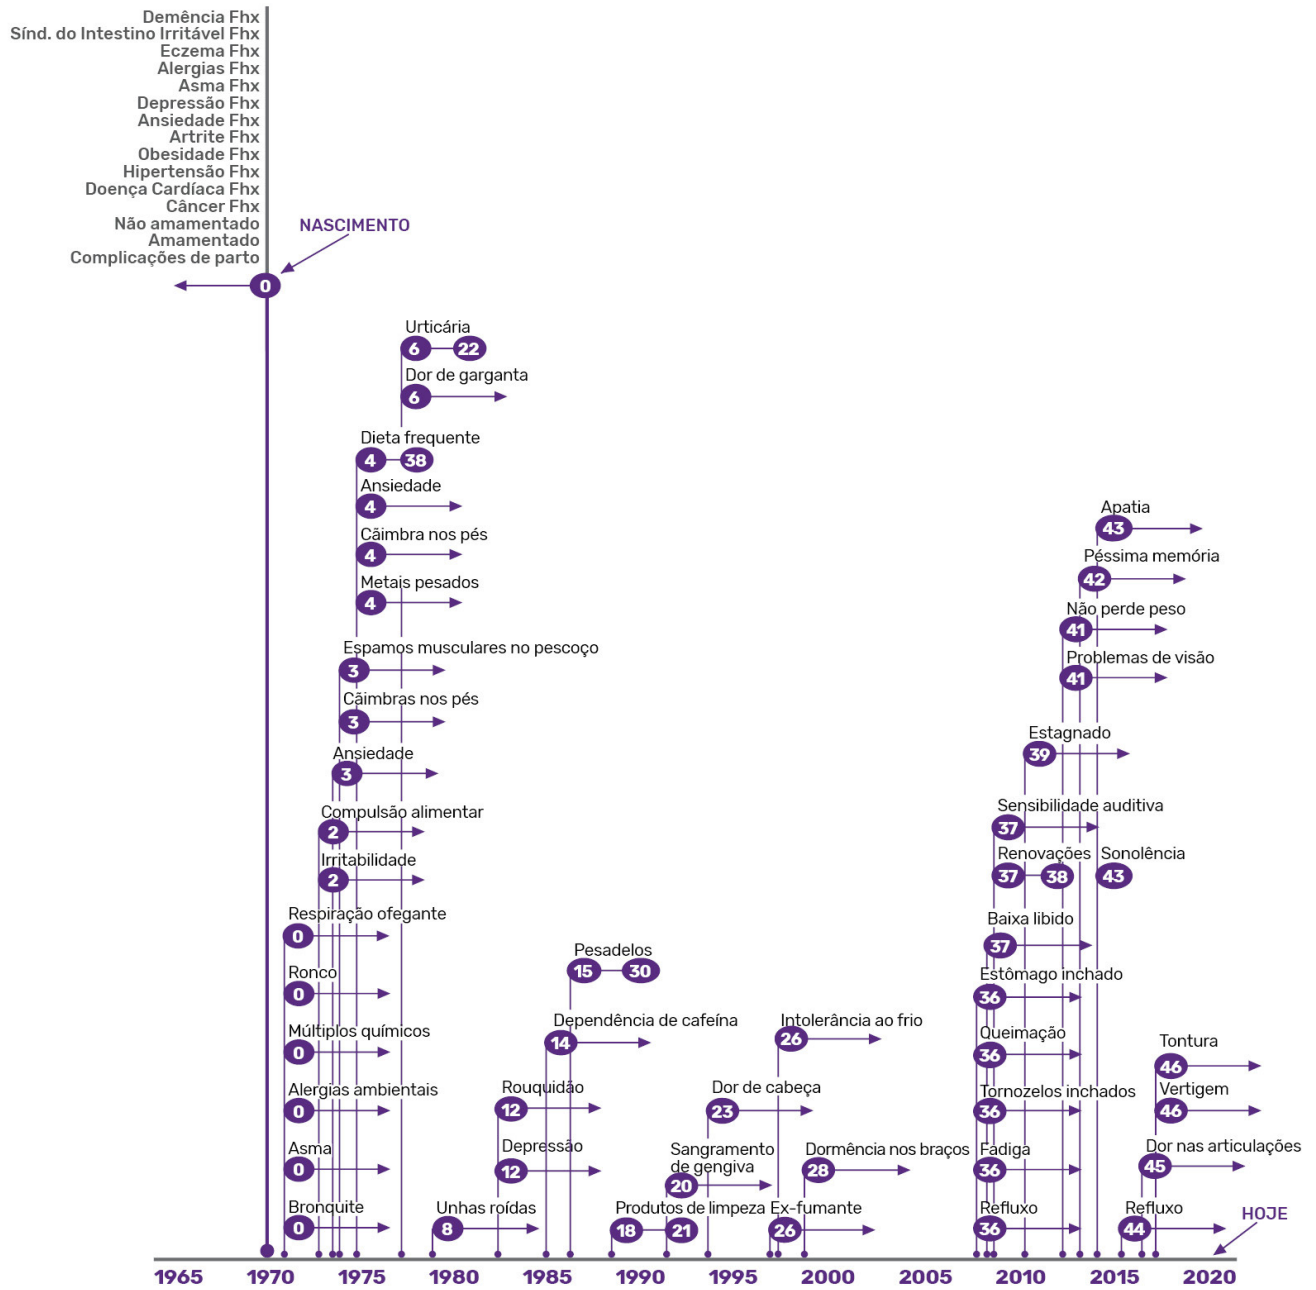 Demência Fhx
Sínd. do Intestino Irritável Fhx
Eczema Fhx
Alergias Fhx
Asma Fhx
Depressão Fhx
Ansiedade Fhx
Artrite Fhx
Obesidade Fhx
Hipertensão Fhx
Doença Cardíaca Fhx
Câncer Fhx
Não amamentado
Amamentado
Complicações de parto
NASCIMENTO
0
Urticária
6 22
Dor de garganta
6
Dieta frequente
4 38
Ansiedade
4
Cãimbra nos pés
4
Metais pesados
4
Espamos musculares no pescoço
3
Cãimbras nos pés
3
Ansiedade
3
Compulsão alimentar
2
Irritabilidade
2
Respiração ofegante
0
Ronco
0
Múltiplos químicos
0
Alergias ambientais
0
Asma
0
Bronquite
0
Unhas roídas
8
Rouquidão
12
Depressão
12
Dependência de cafeína
14
Pesadelos
15 30
Produtos de limpeza
18 21
Sangramento
de gengiva
20
Dor de cabeça
23
Intolerância ao frio
26
Ex-fumante
26
Dormência nos braços
28
Apatia
43
Péssima memória
42
Não perde peso
41
Problemas de visão
41
Estagnado
39
Sensibilidade auditiva
37
Renovações
37 38
Sonolência
43
Baixa libido
37
Estômago inchado
36
Queimação
36
Tornozelos inchados
36
Fadiga
36
Refluxo
36
Tontura
46
Vertigem
46
Dor nas articulações
45
Refluxo
44
HOJE
1965 1970 1975 1980 1985 1990 1995 2000 2005 2010 2015 2020